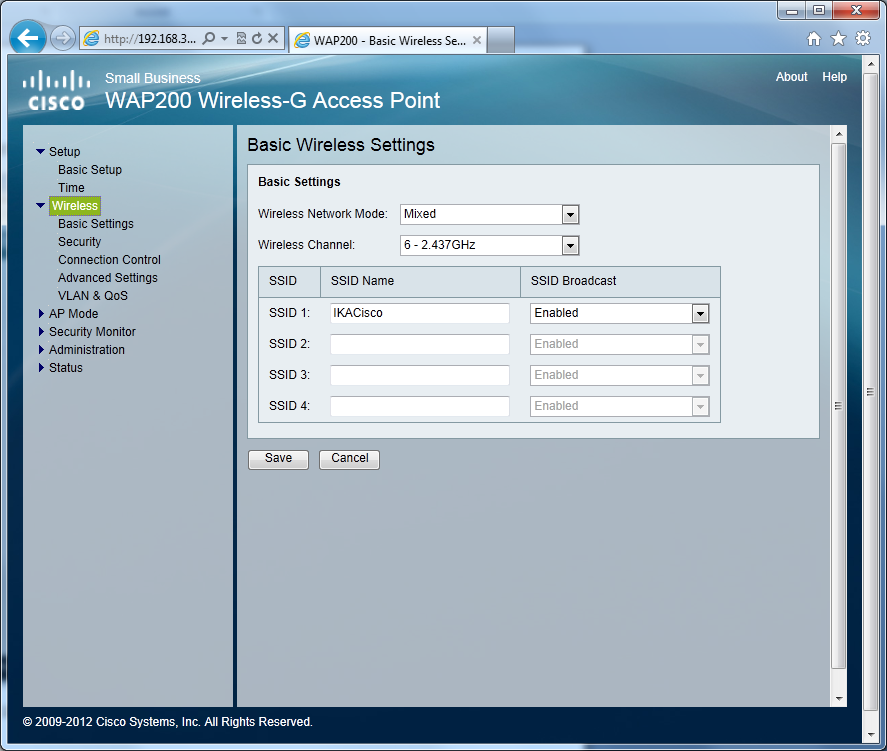 http://192.168.3...
WAP200 - Basic Wireless Se...
CISCO
Small Business
WAP200 Wireless-G Access Point
About Help
Setup
Basic Setup
Time
Wireless
Basic Settings
Security
Connection Control
Advanced Settings
VLAN & QoS
AP Mode
Security Monitor
Administration
Status
Basic Wireless Settings
Basic Settings
Wireless Network Mode: Mixed
Wireless Channel: 6 - 2.437GHz
SSID SSID Name SSID Broadcast
SSID 1: IKACisco Enabled
SSID 2: Enabled
SSID 3: Enabled
SSID 4: Enabled
Save Cancel
© 2009-2012 Cisco Systems, Inc. All Rights Reserved.